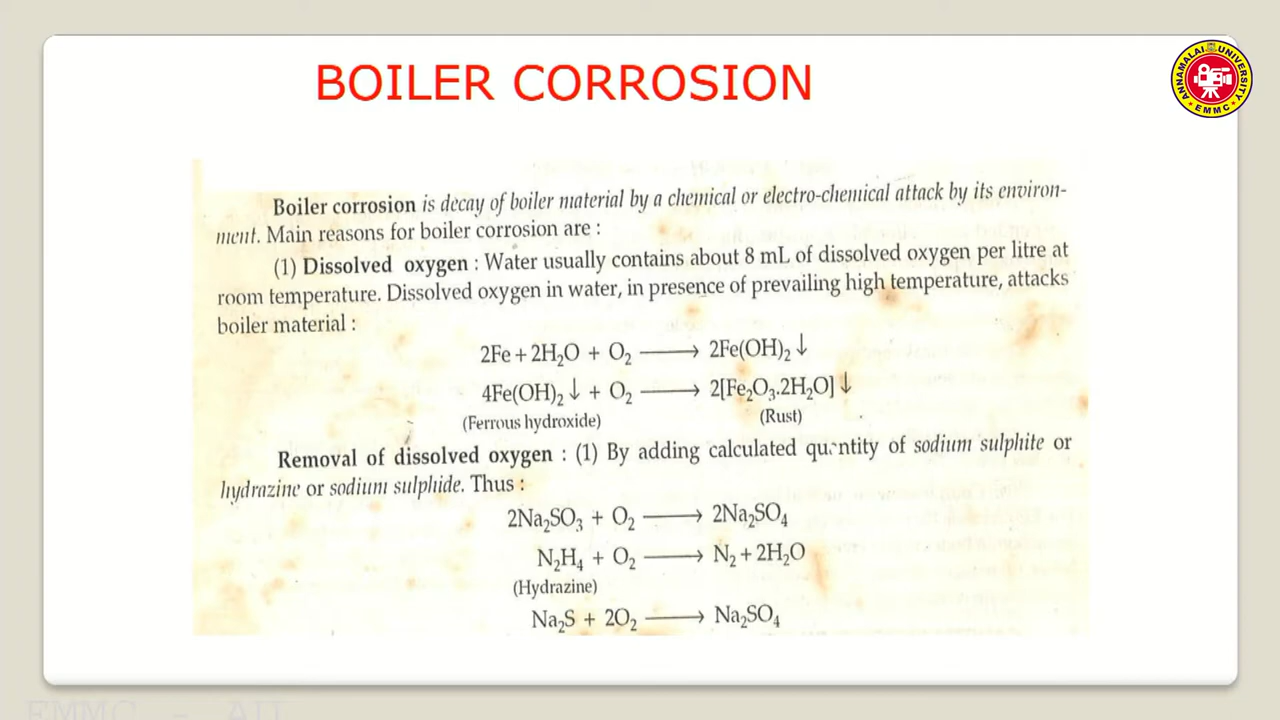 BOILER CORROSION
ANNAMALAI UNIVERSITY
EMMC
Boiler corrosion is decay of boiler material by a chemical or electro-chemical attack by its environ-
ment. Main reasons for boiler corrosion are :
(1) Dissolved oxygen : Water usually contains about 8 mL of dissolved oxygen per litre at
room temperature. Dissolved oxygen in water, in presence of prevailing high temperature, attacks
boiler material :
2Fe + 2H₂O + O₂ ⟶ 2Fe(OH)₂ ↓
4Fe(OH)₂ ↓ + O₂ ⟶ 2[Fe₂O₃.2H₂O] ↓
(Ferrous hydroxide) (Rust)
Removal of dissolved oxygen : (1) By adding calculated quantity of sodium sulphite or
hydrazine or sodium sulphide. Thus :
2Na₂SO₃ + O₂ ⟶ 2Na₂SO₄
N₂H₄ + O₂ ⟶ N₂ + 2H₂O
(Hydrazine)
Na₂S + 2O₂ ⟶ Na₂SO₄
EMMC - AU